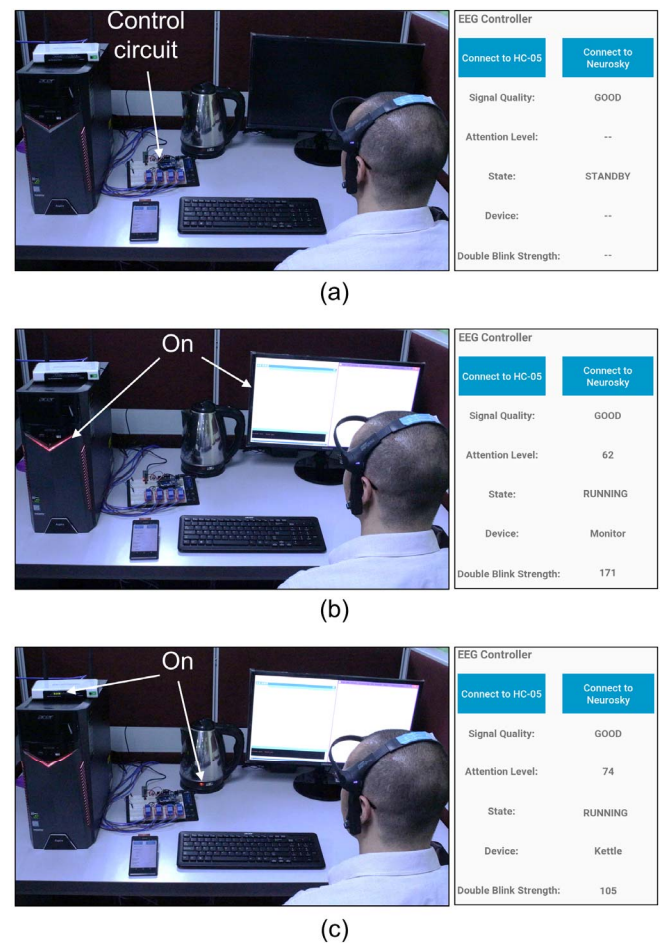 Control
circuit
EEG Controller
Connect to HC-05
Connect to
Neurosky
Signal Quality: GOOD
Attention Level: --
State: STANDBY
Device: --
Double Blink Strength: --
(a)
On
EEG Controller
Connect to HC-05
Connect to
Neurosky
Signal Quality: GOOD
Attention Level: 62
State: RUNNING
Device: Monitor
Double Blink Strength: 171
(b)
On
EEG Controller
Connect to HC-05
Connect to
Neurosky
Signal Quality: GOOD
Attention Level: 74
State: RUNNING
Device: Kettle
Double Blink Strength: 105
(c)